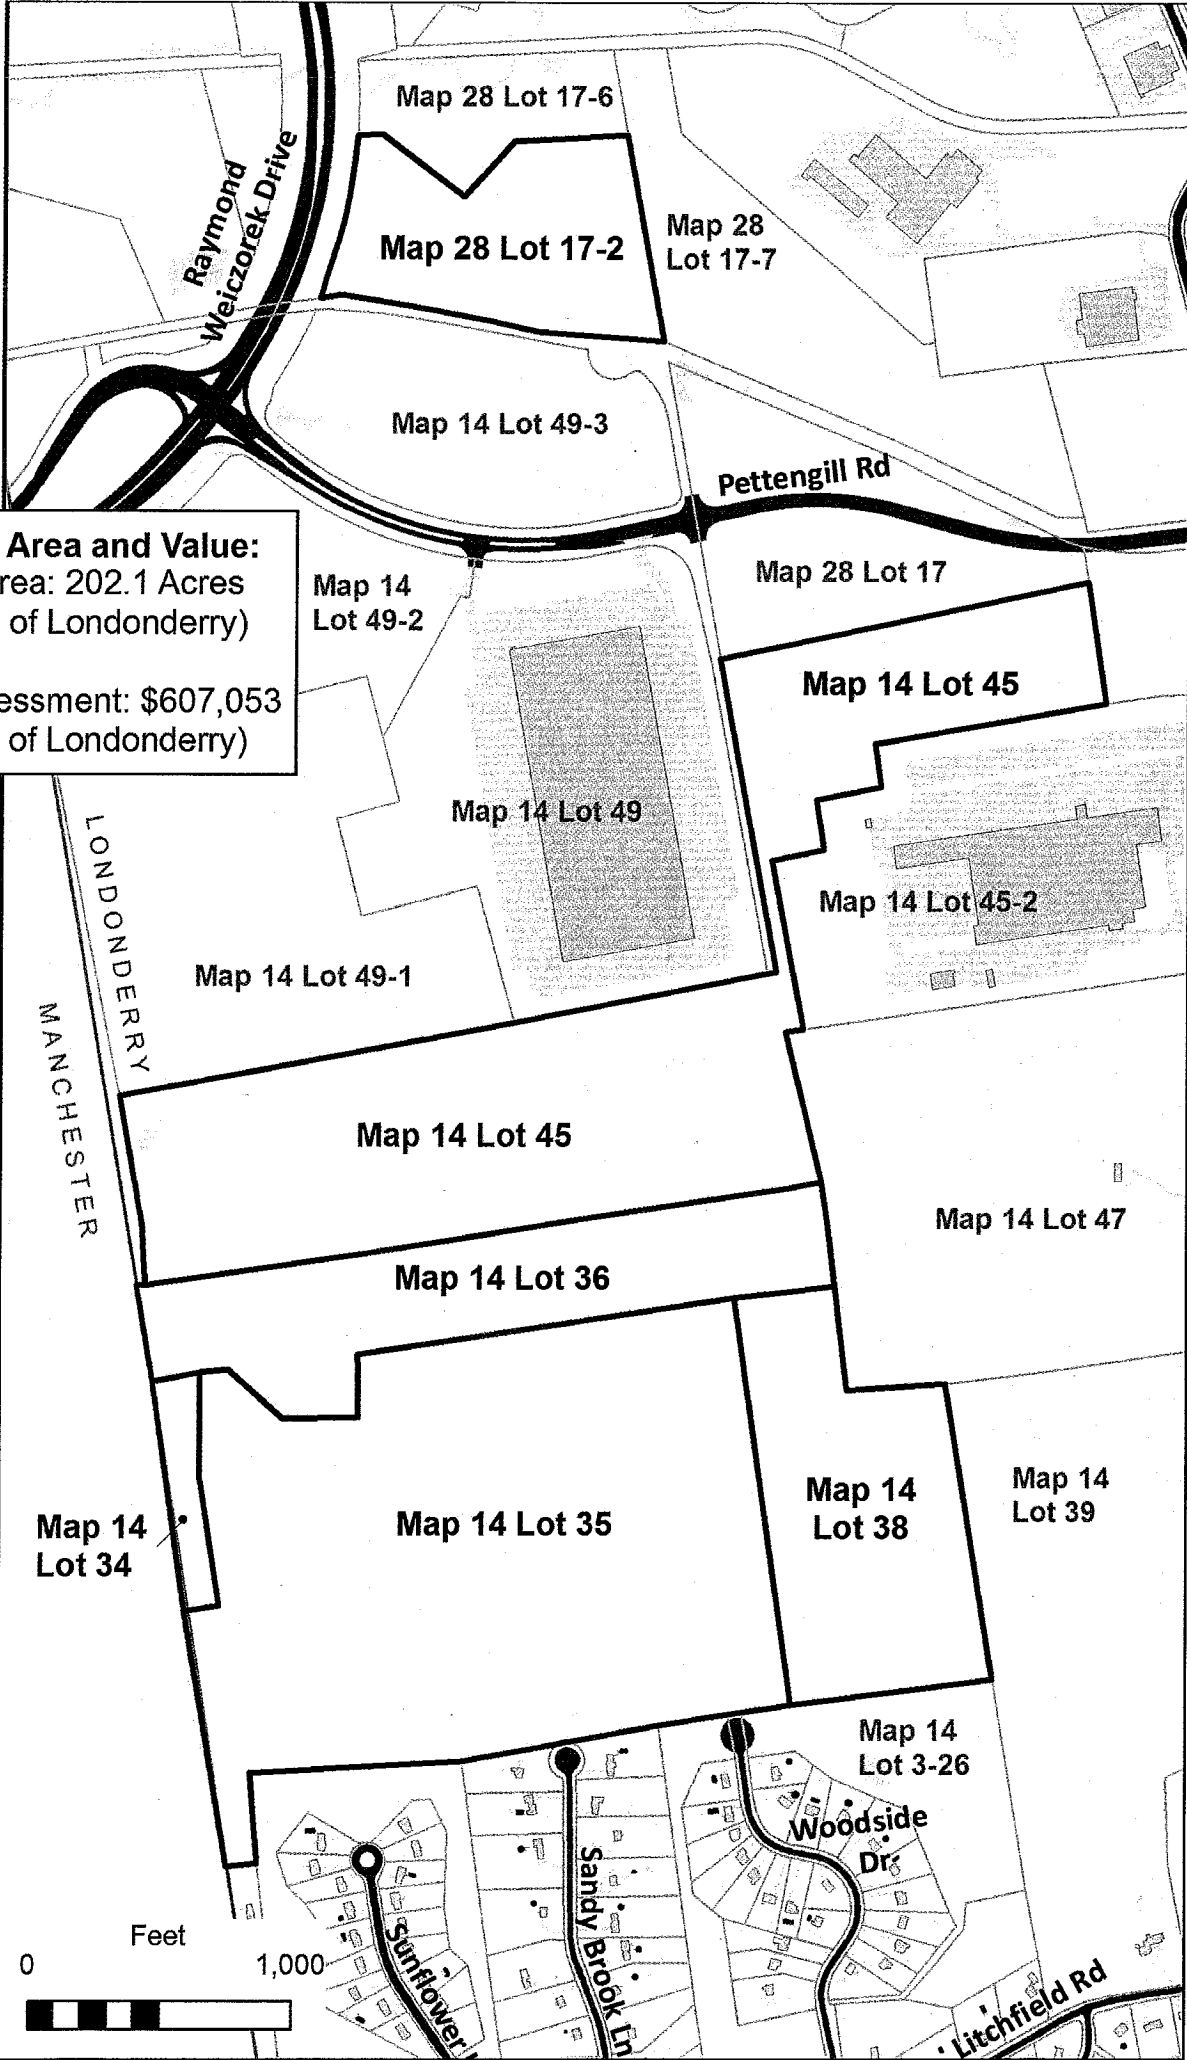 Map 28 Lot 17-6
Raymond
Weiczorek Drive
Map 28 Lot 17-2
Map 28
Lot 17-7
Map 14 Lot 49-3
Pettengill Rd
Area and Value:
rea: 202.1 Acres
of Londonderry)
essment: $607,053
of Londonderry)
Map 14
Lot 49-2
Map 28 Lot 17
Map 14 Lot 45
Map 14 Lot 49
Map 14 Lot 45-2
LONDONDERRY
MANCHESTER
Map 14 Lot 49-1
Map 14 Lot 45
Map 14 Lot 47
Map 14 Lot 36
Map 14
Lot 34
Map 14 Lot 35
Map 14
Lot 38
Map 14
Lot 39
Map 14
Lot 3-26
Woodside
Dr
Sandy Brook Ln
Sunflower
Litchfield Rd
Feet
0 1,000